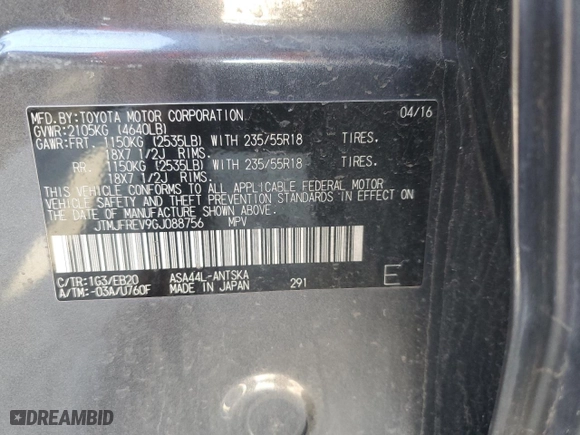 MFD.BY:TOYOTA MOTOR CORPORATION 04/16
GVWR:2105KG (4640LB)
GAWR:FRT. 1150KG (2535LB) WITH 235/55R18 TIRES.
18X7 1/2J RIMS.
RR. 1150KG (2535LB) WITH 235/55R18 TIRES.
18X7 1/2J RIMS.
THIS VEHICLE CONFORMS TO ALL APPLICABLE FEDERAL MOTOR
VEHICLE SAFETY AND THEFT PREVENTION STANDARDS IN EFFECT
ON THE DATE OF MANUFACTURE SHOWN ABOVE.
JTMJFREV9GJ088756 MPV
C/TR:1G3/EB20 ASA44L-ANTSKA
A/TM:-03A/U760F MADE IN JAPAN 291 E
DREAMBID